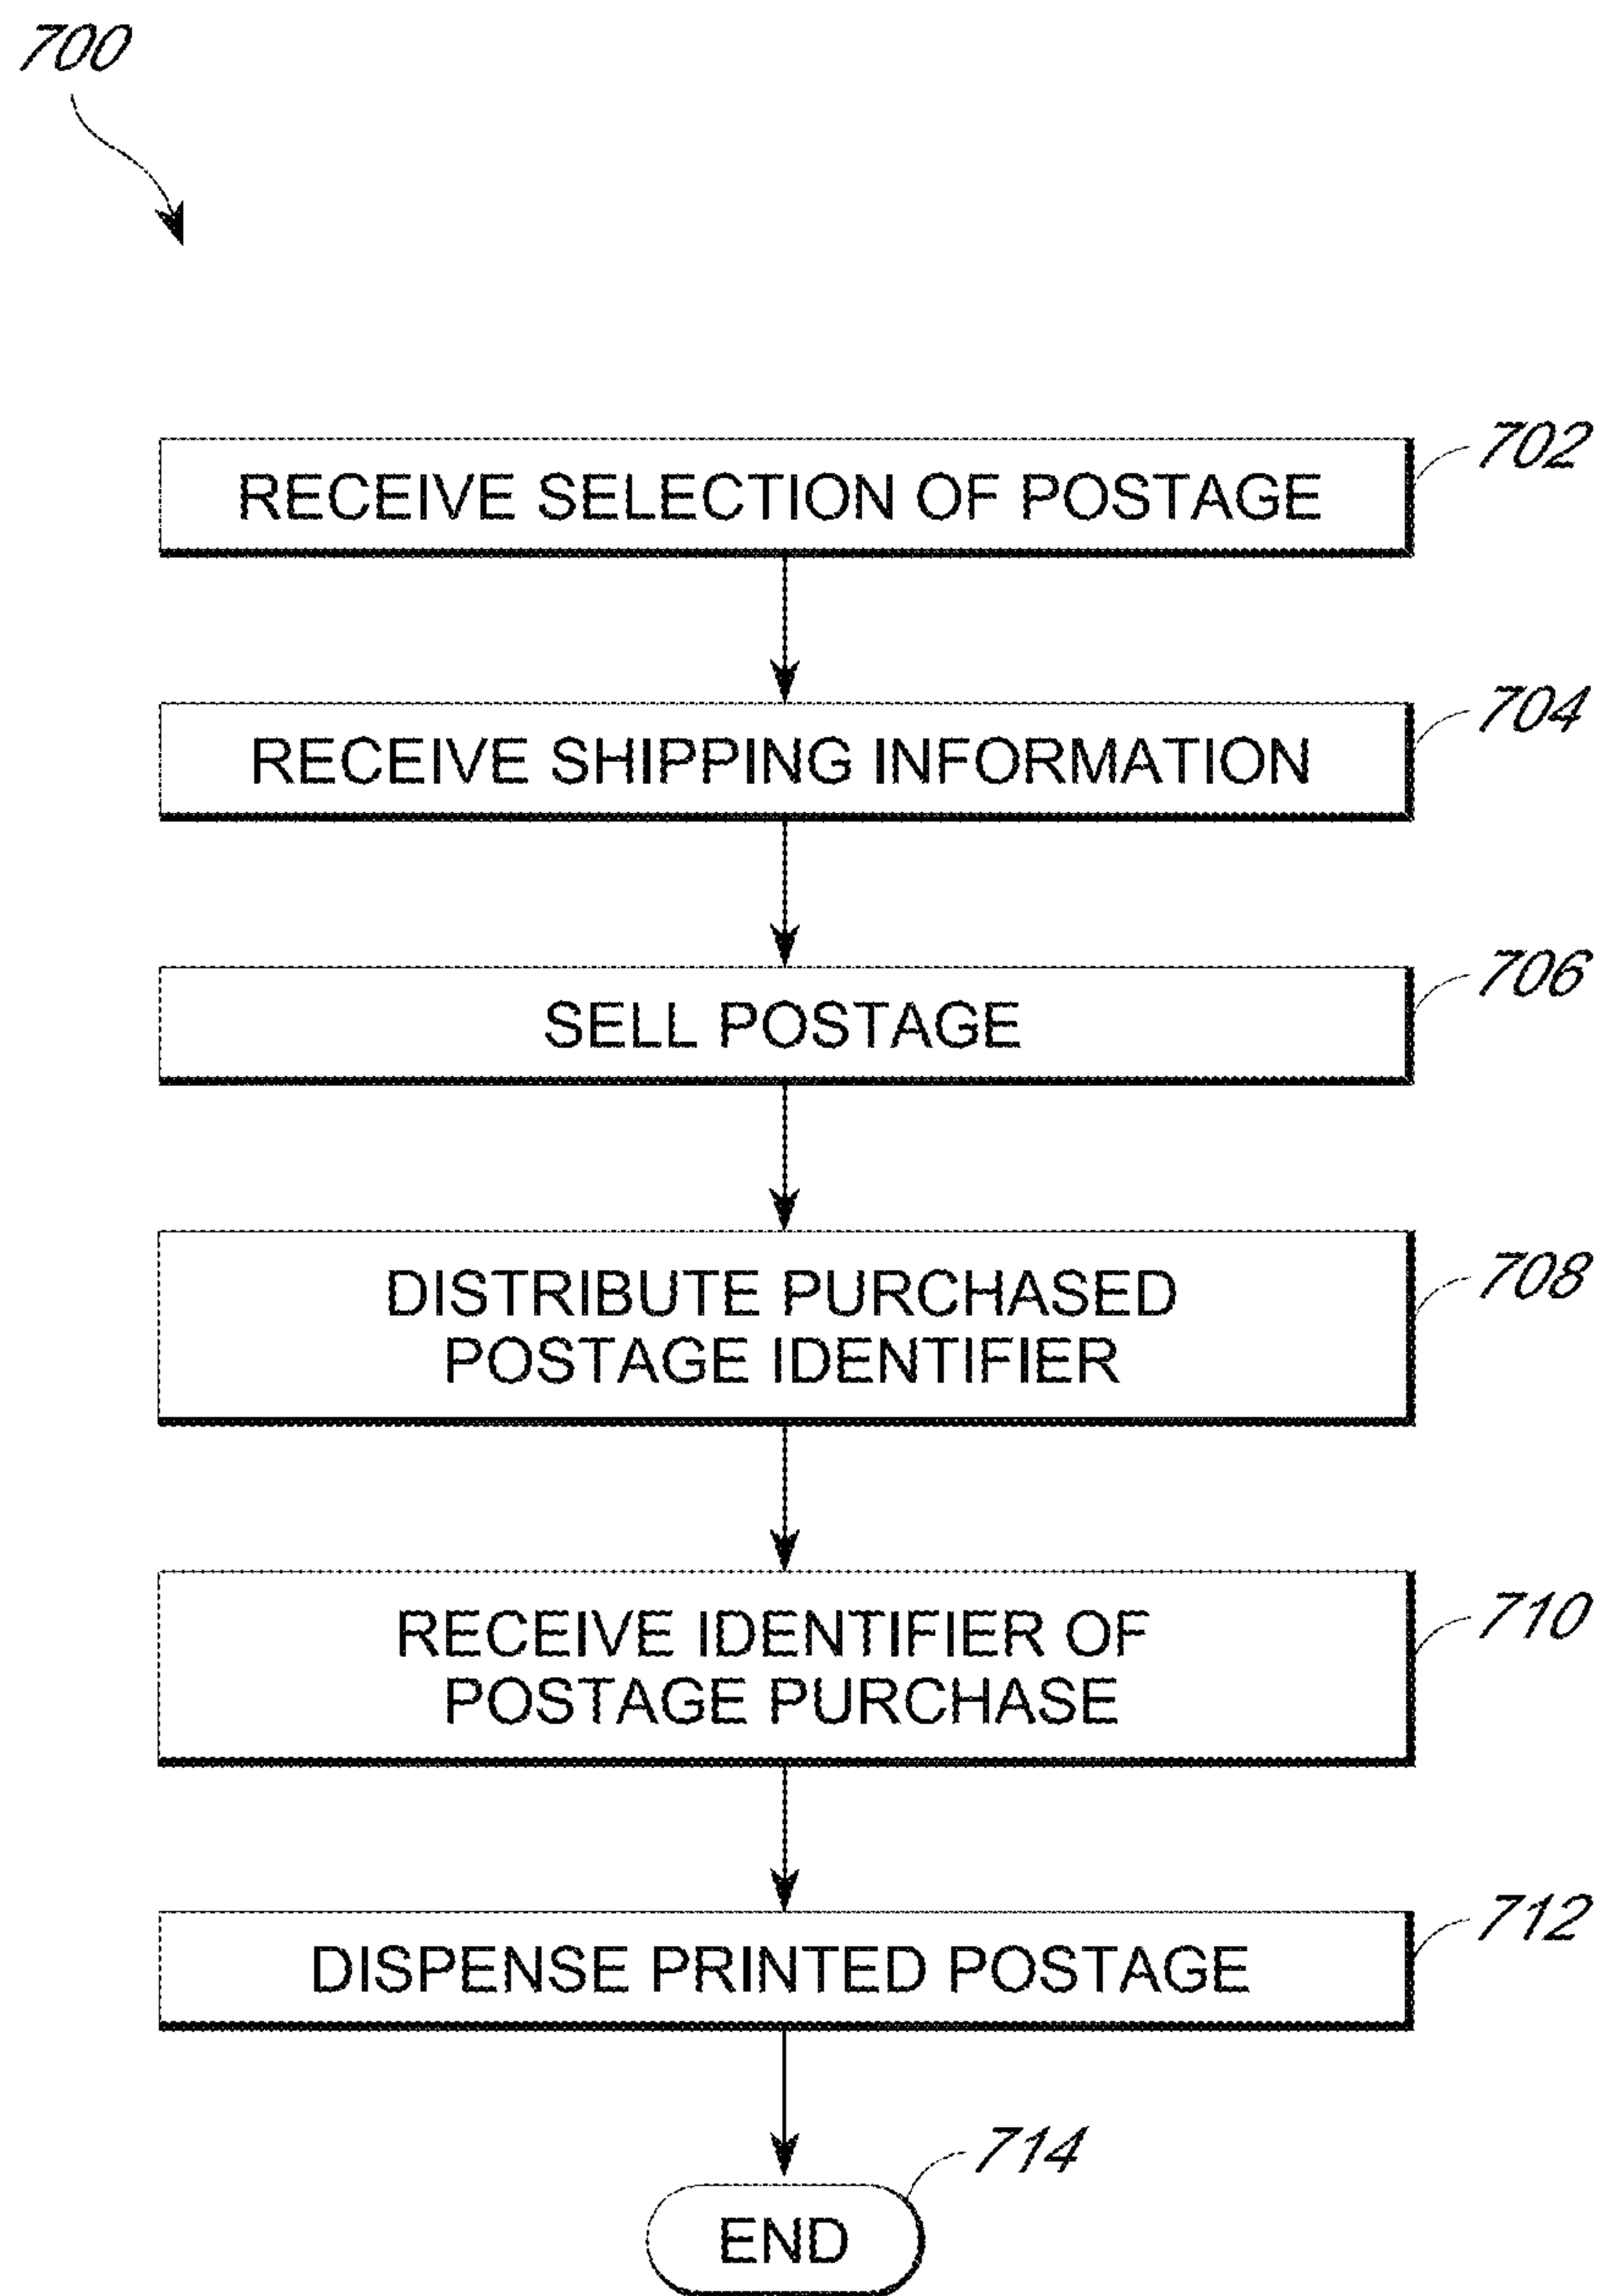 700
RECEIVE SELECTION OF POSTAGE
702
RECEIVE SHIPPING INFORMATION
704
SELL POSTAGE
706
DISTRIBUTE PURCHASED
POSTAGE IDENTIFIER
708
RECEIVE IDENTIFIER OF
POSTAGE PURCHASE
710
DISPENSE PRINTED POSTAGE
712
714
END